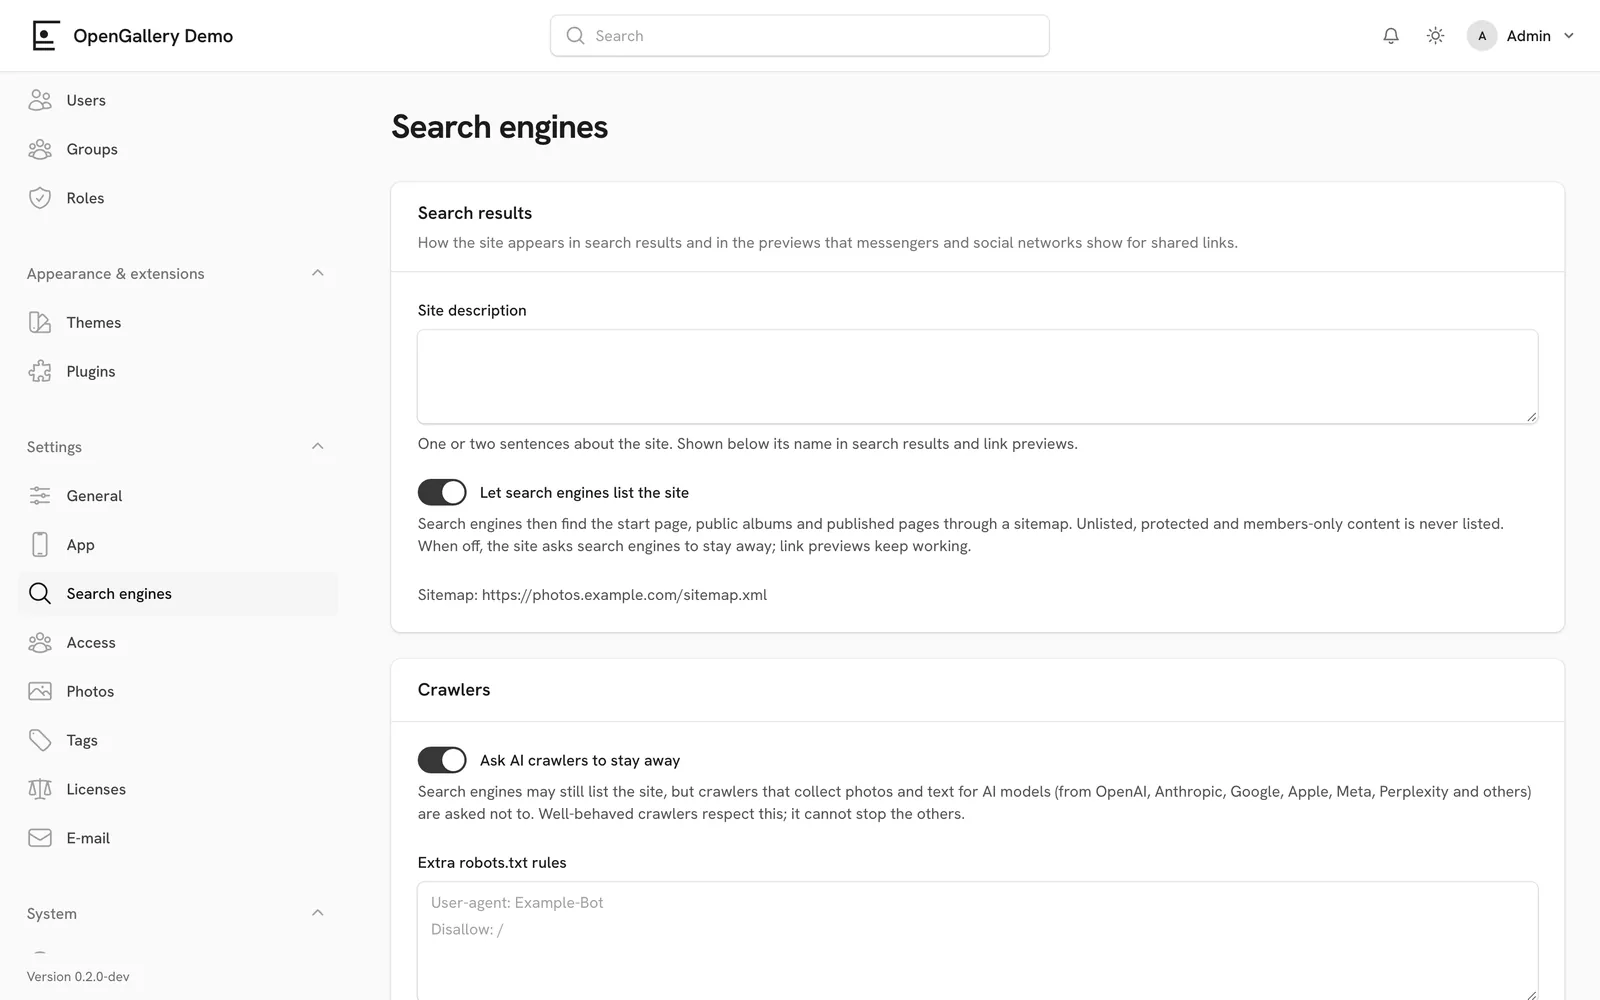 OpenGallery Demo
Search
A
Admin
Users
Groups
Roles
Appearance & extensions
Themes
Plugins
Settings
General
App
Search engines
Access
Photos
Tags
Licenses
E-mail
System
Version 0.2.0-dev
Search engines
Search results
How the site appears in search results and in the previews that messengers and social networks show for shared links.
Site description
One or two sentences about the site. Shown below its name in search results and link previews.
Let search engines list the site
Search engines then find the start page, public albums and published pages through a sitemap. Unlisted, protected and members-only content is never listed.
When off, the site asks search engines to stay away; link previews keep working.
Sitemap: https://photos.example.com/sitemap.xml
Crawlers
Ask AI crawlers to stay away
Search engines may still list the site, but crawlers that collect photos and text for AI models (from OpenAI, Anthropic, Google, Apple, Meta, Perplexity and others)
are asked not to. Well-behaved crawlers respect this; it cannot stop the others.
Extra robots.txt rules
User-agent: Example-Bot
Disallow: /